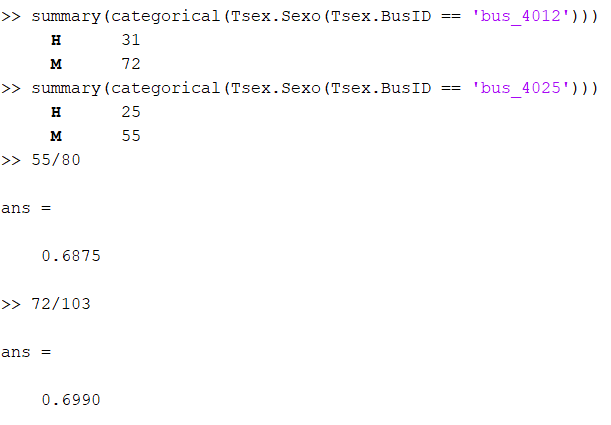 >> summary(categorical(Tsex.Sexo(Tsex.BusID == 'bus_4012')))
H 31
M 72
>> summary(categorical(Tsex.Sexo(Tsex.BusID == 'bus_4025')))
H 25
M 55
>> 55/80
ans =
0.6875
>> 72/103
ans =
0.6990